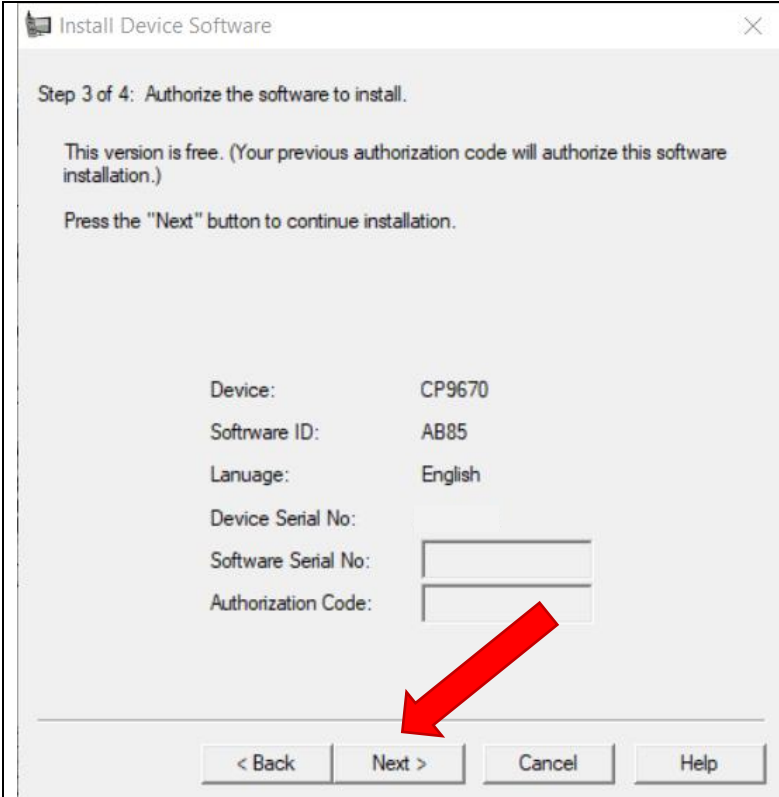 Install Device Software
Step 3 of 4: Authorize the software to install.
This version is free. (Your previous authorization code will authorize this software
installation.)
Press the "Next" button to continue installation.
Device: CP9670
Softrware ID: AB85
Lanuage: English
Device Serial No:
Software Serial No:
Authorization Code:
< Back Next > Cancel Help